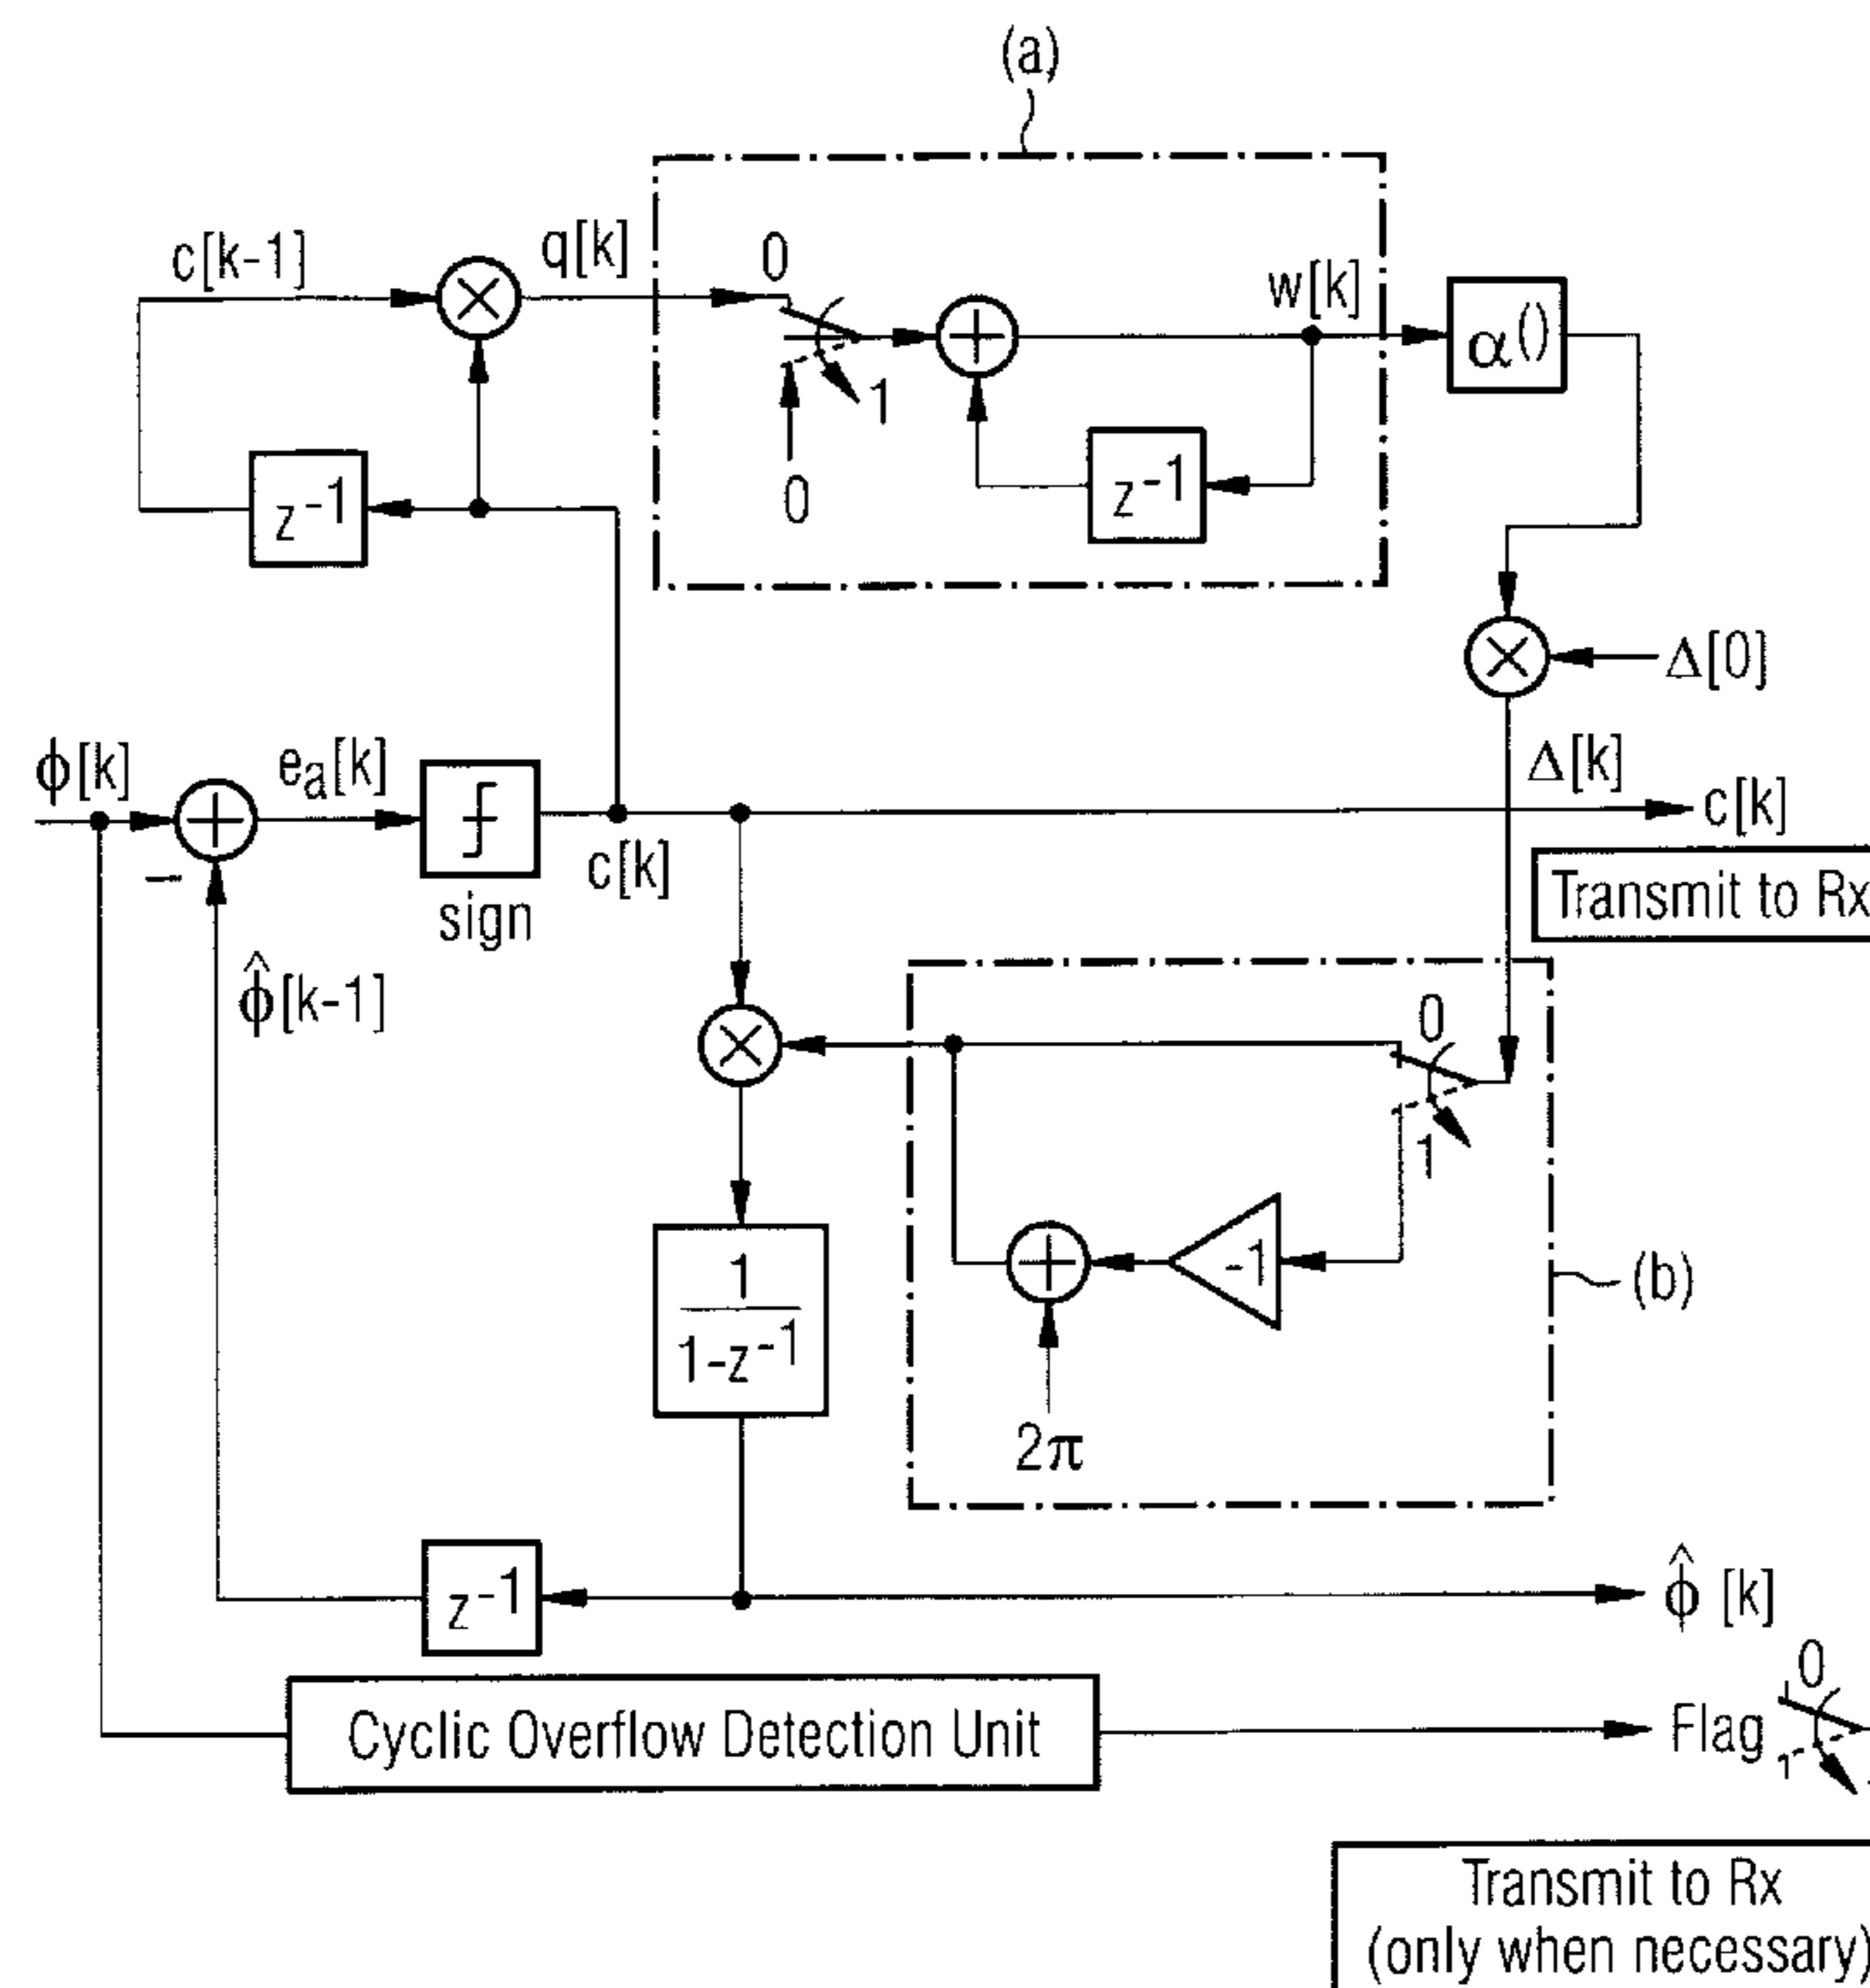 (a)
c[k-1]
q[k]
0
w[k]
α()
1
0
z⁻¹
z⁻¹
Δ[0]
ϕ[k]
eₐ[k]
Δ[k]
c[k]
−
sign
c[k]
Transmit to Rx
ϕ̂[k-1]
0
1
-1
(b)
1
1-z⁻¹
2π
z⁻¹
ϕ̂ [k]
0
Cyclic Overflow Detection Unit
Flag
Transmit to Rx
(only when necessary)